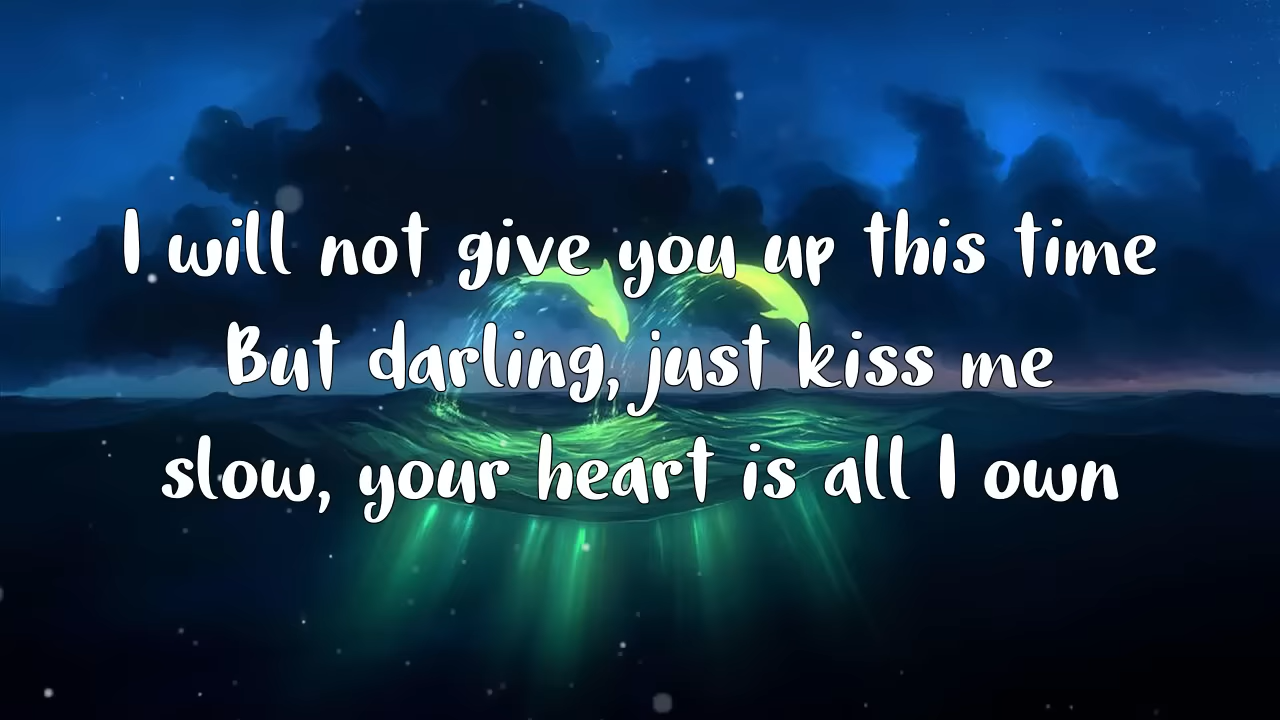 I will not give you up this time
But darling, just kiss me
slow, your heart is all I own